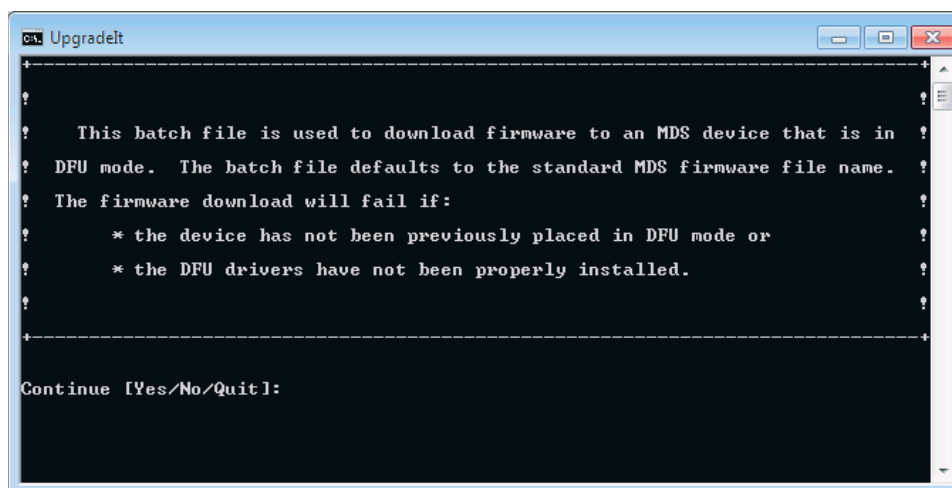 C:\. UpgradeIt
+------------------------------------------------------------------------------+
! !
! This batch file is used to download firmware to an MDS device that is in !
! DFU mode. The batch file defaults to the standard MDS firmware file name. !
! The firmware download will fail if: !
! * the device has not been previously placed in DFU mode or !
! * the DFU drivers have not been properly installed. !
! !
+------------------------------------------------------------------------------+
Continue [Yes/No/Quit]: